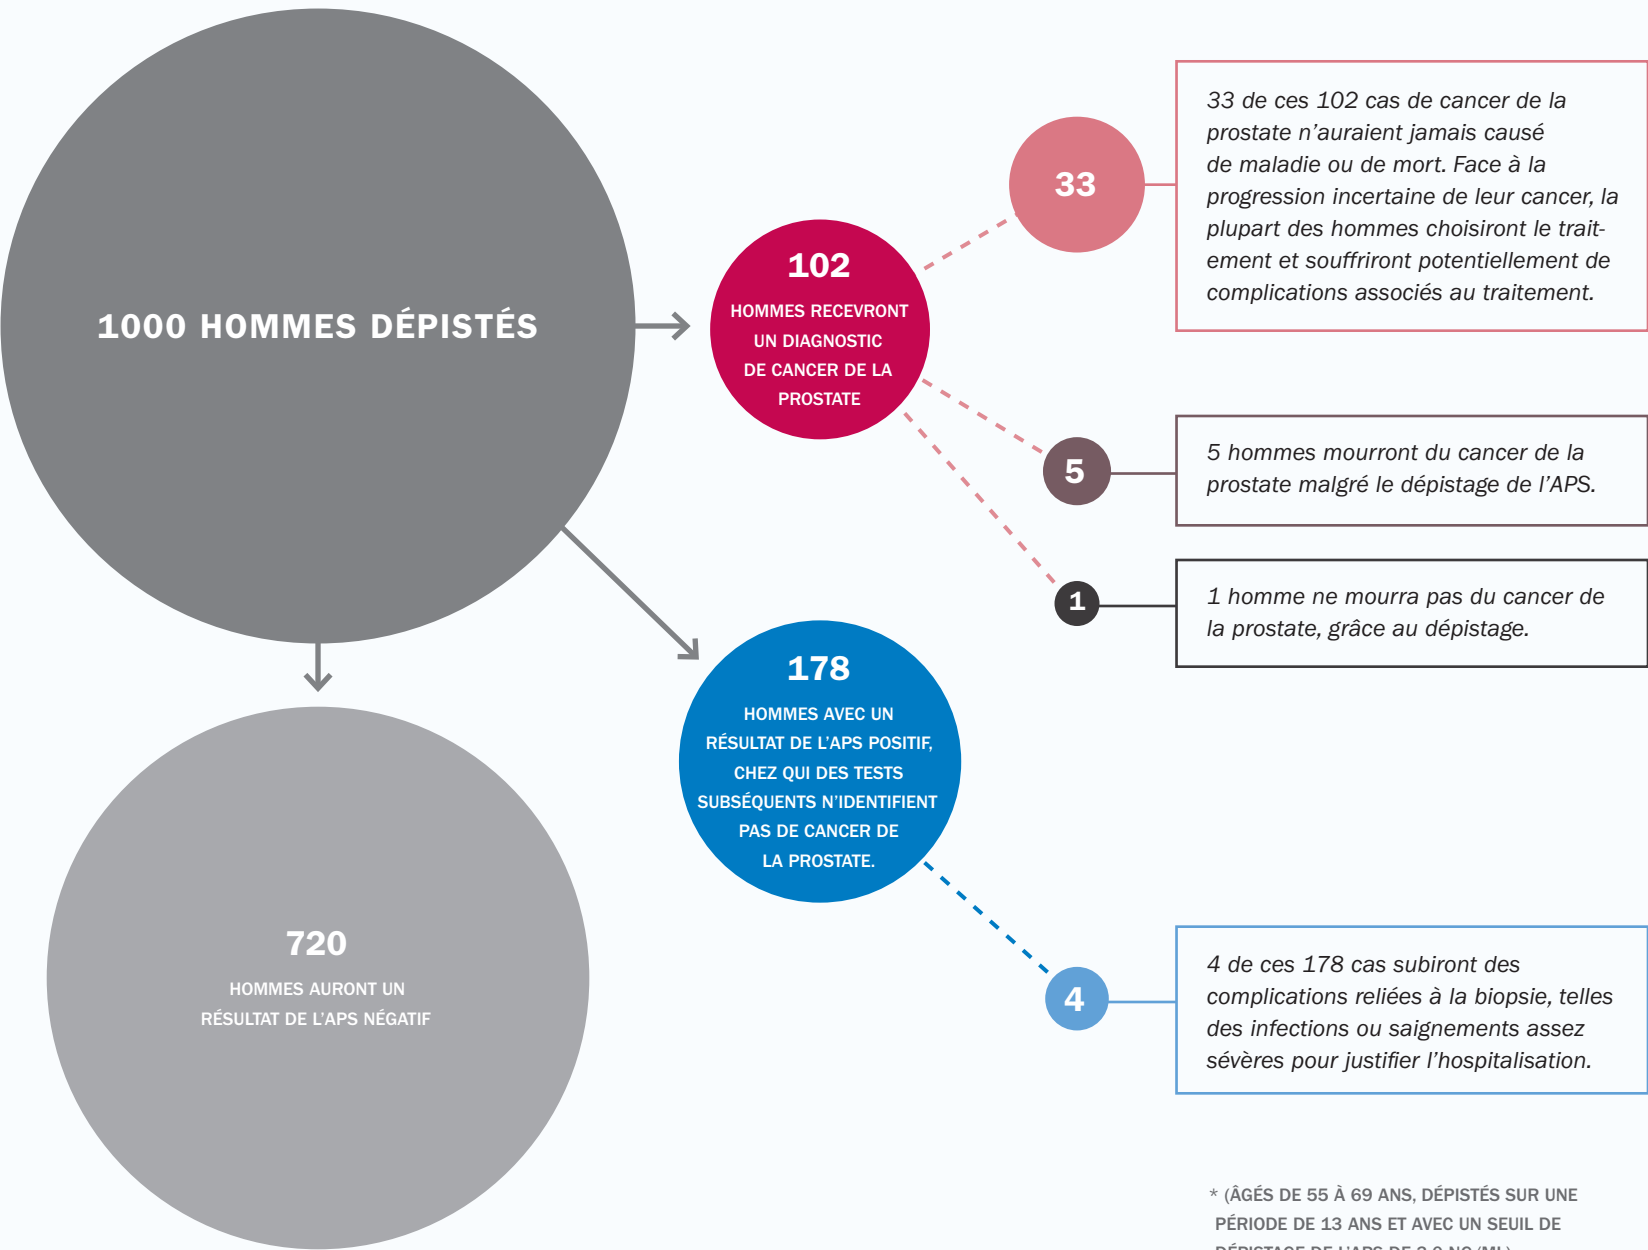 1000 HOMMES DÉPISTÉS
102
HOMMES RECEVRONT
UN DIAGNOSTIC
DE CANCER DE LA
PROSTATE
33
33 de ces 102 cas de cancer de la
prostate n'auraient jamais causé
de maladie ou de mort. Face à la
progression incertaine de leur cancer, la
plupart des hommes choisiront le trait-
ement et souffriront potentiellement de
complications associés au traitement.
5
5 hommes mourront du cancer de la
prostate malgré le dépistage de l'APS.
1
1 homme ne mourra pas du cancer de
la prostate, grâce au dépistage.
178
HOMMES AVEC UN
RÉSULTAT DE L'APS POSITIF,
CHEZ QUI DES TESTS
SUBSÉQUENTS N'IDENTIFIENT
PAS DE CANCER DE
LA PROSTATE.
4
4 de ces 178 cas subiront des
complications reliées à la biopsie, telles
des infections ou saignements assez
sévères pour justifier l'hospitalisation.
720
HOMMES AURONT UN
RÉSULTAT DE L'APS NÉGATIF
* (ÂGÉS DE 55 À 69 ANS, DÉPISTÉS SUR UNE
PÉRIODE DE 13 ANS ET AVEC UN SEUIL DE
DÉPISTAGE DE L'APS DE